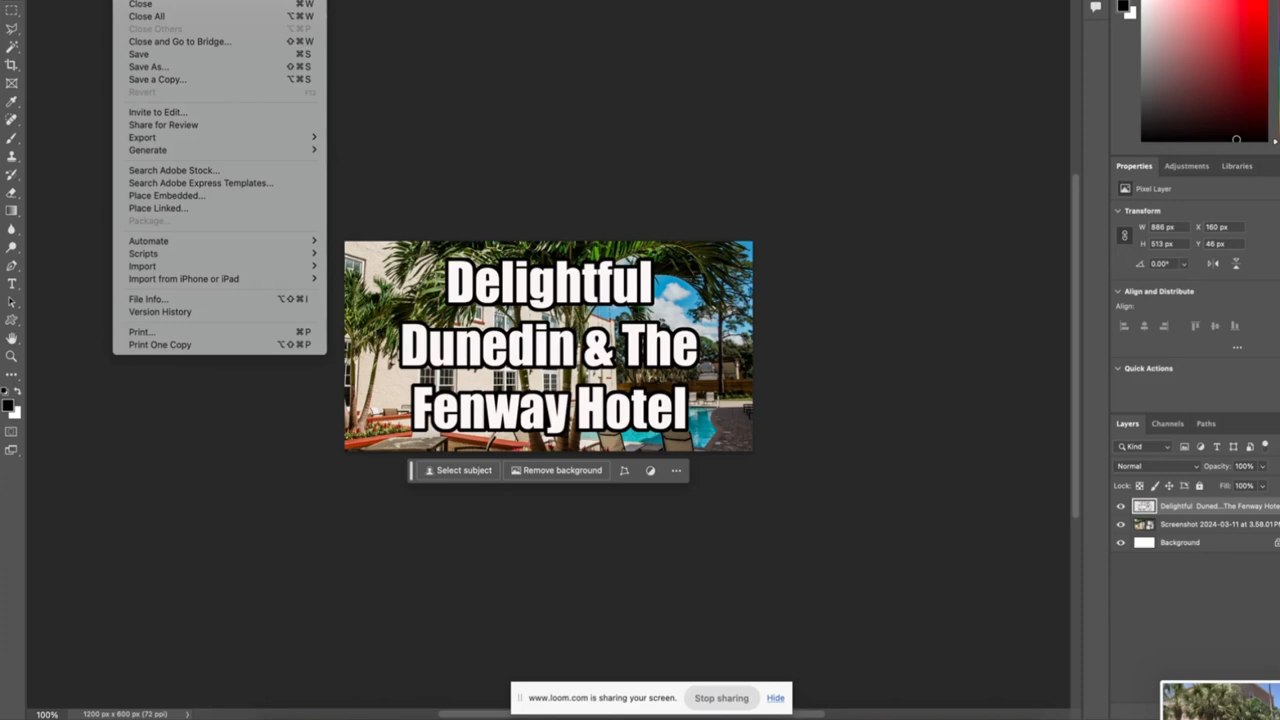 Close ⌘W
Close All ⌥⌘W
Close Others ⌥⌘P
Close and Go to Bridge... ⇧⌘W
Save ⌘S
Save As... ⇧⌘S
Save a Copy... ⌥⌘S
Revert F12
Invite to Edit...
Share for Review
Export
Generate
Search Adobe Stock...
Search Adobe Express Templates...
Place Embedded...
Place Linked...
Package...
Automate
Scripts
Import
Import from iPhone or iPad
File Info... ⌥⇧⌘I
Version History
Print... ⌘P
Print One Copy ⌥⇧⌘P
Delightful
Dunedin & The
Fenway Hotel
Select subject
Remove background
Properties Adjustments Libraries
Pixel Layer
Transform
W 886 px X 160 px
H 513 px Y 46 px
0.00°
Align and Distribute
Align:
Quick Actions
Layers Channels Paths
Kind
Normal Opacity: 100%
Lock: Fill: 100%
Delightful Duned...The Fenway Hote
Screenshot 2024-03-11 at 3.58.01P
Background
www.loom.com is sharing your screen. Stop sharing Hide
100% 1200 px x 600 px (72 ppi)